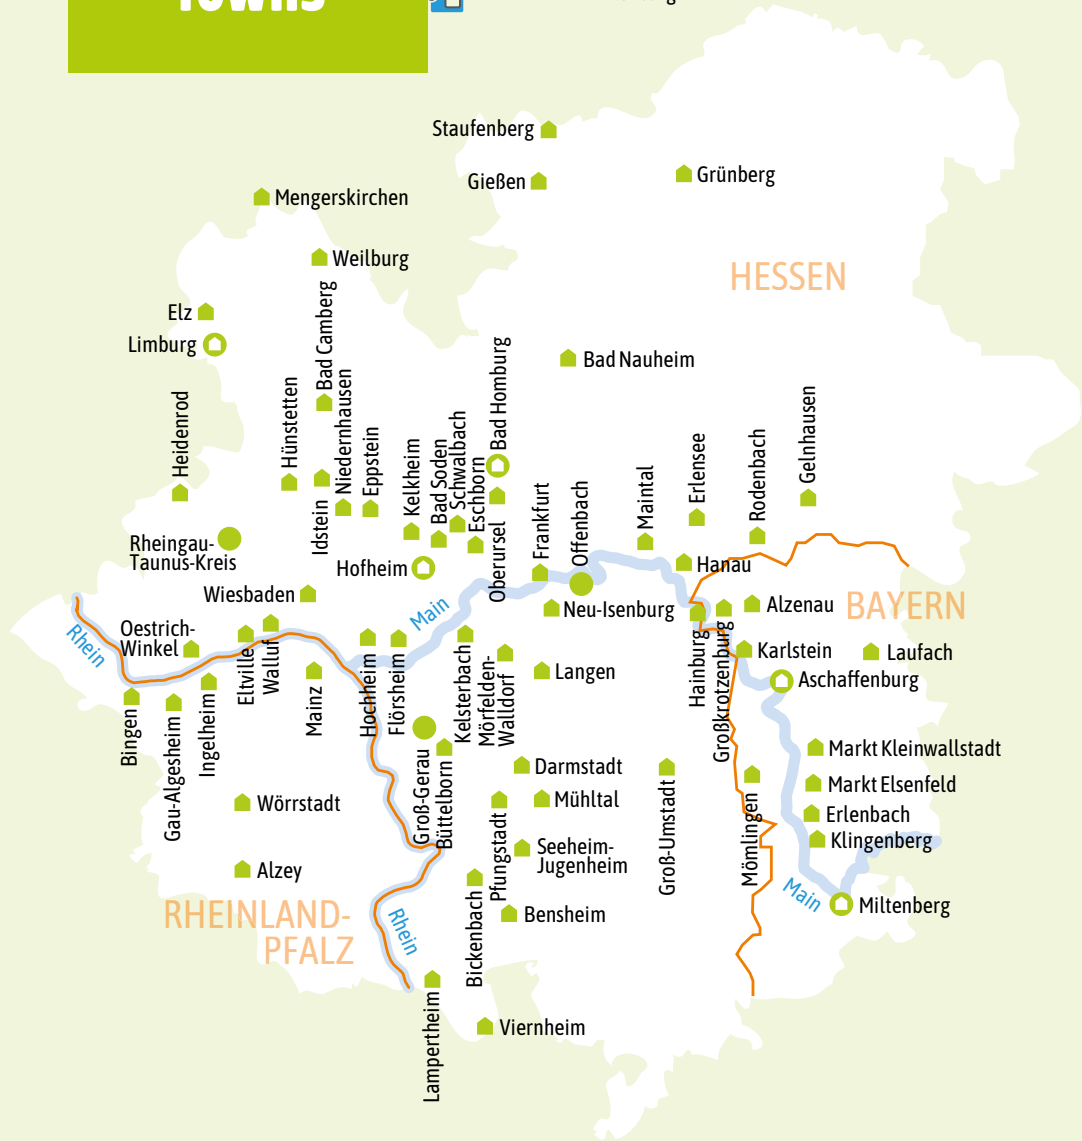 Towns
Staufenberg
Gießen
Grünberg
Mengerskirchen
Weilburg
HESSEN
Elz
Limburg
Bad Camberg
Bad Nauheim
Bad Homburg
Heidenrod
Hünstetten
Niedernhausen
Eppstein
Kelkheim
Bad Soden
Schwalbach
Eschborn
Idstein
Oberursel
Frankfurt
Offenbach
Maintal
Erlensee
Rodenbach
Gelnhausen
Rheingau-
Taunus-Kreis
Hofheim
Hanau
Wiesbaden
Main
Neu-Isenburg
Alzenau
BAYERN
Rhein
Oestrich-
Winkel
Eltville
Walluf
Hainburg
Großkrotzenburg
Karlstein
Laufach
Langen
Aschaffenburg
Bingen
Gau-Algesheim
Ingelheim
Mainz
Hochheim
Flörsheim
Kelsterbach
Mörfelden-
Walldorf
Groß-Gerau
Büttelborn
Darmstadt
Markt Kleinwallstadt
Mühltal
Markt Elsenfeld
Wörrstadt
Pfungstadt
Groß-Umstadt
Mömlingen
Erlenbach
Klingenberg
Seeheim-
Jugenheim
Alzey
Main
Miltenberg
RHEINLAND-
PFALZ
Rhein
Bickenbach
Bensheim
Lampertheim
Viernheim